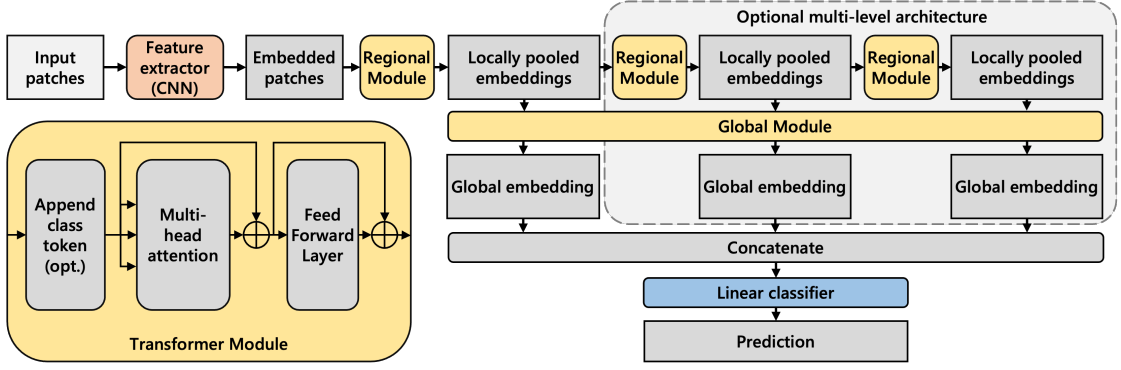 Optional multi-level architecture
Input
patches
Feature
extractor
(CNN)
Embedded
patches
Regional
Module
Locally pooled
embeddings
Regional
Module
Locally pooled
embeddings
Regional
Module
Locally pooled
embeddings
Global Module
Global embedding
Global embedding
Global embedding
Concatenate
Linear classifier
Prediction
Append
class
token
(opt.)
Multi-
head
attention
Feed
Forward
Layer
Transformer Module